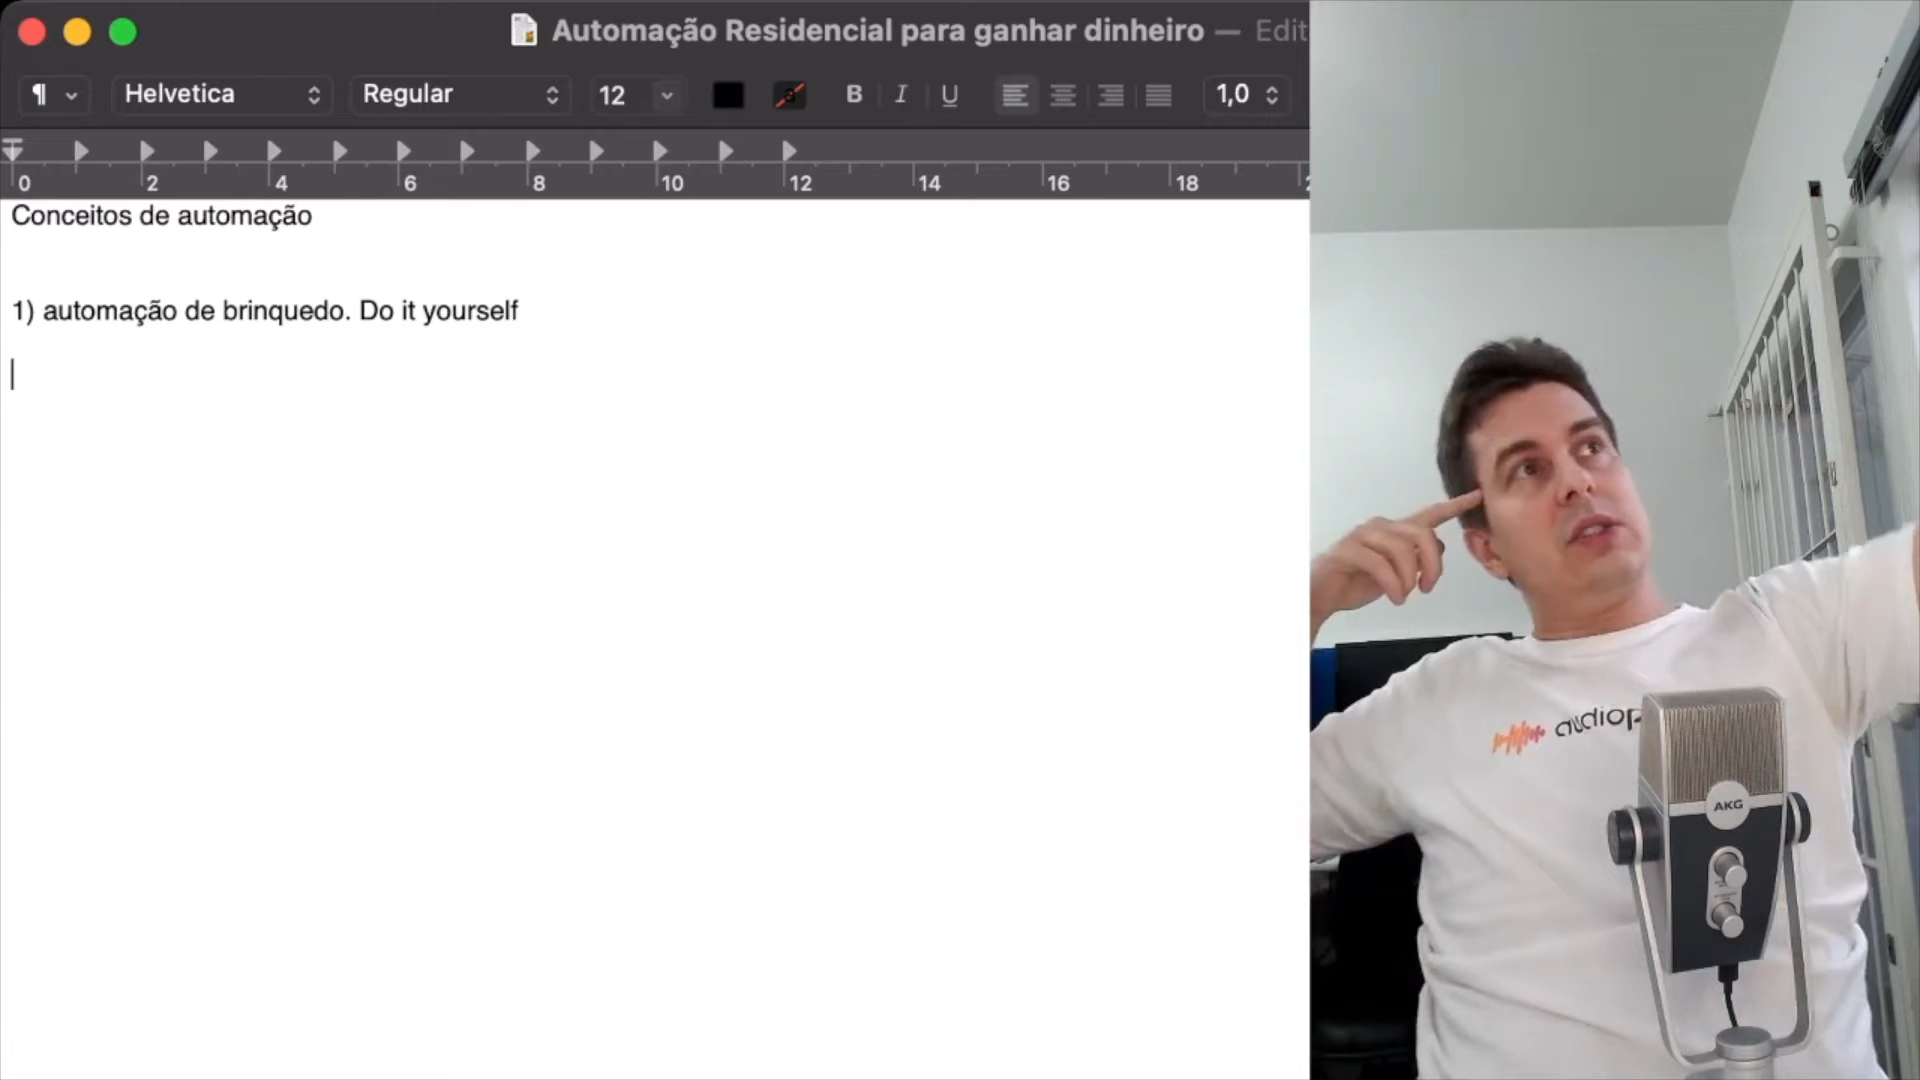 Automação Residencial para ganhar dinheiro — Edit
¶ Helvetica Regular 12 a B I U 1,0
0 2 4 6 8 10 12 14 16 18
Conceitos de automação
1) automação de brinquedo. Do it yourself
AKG